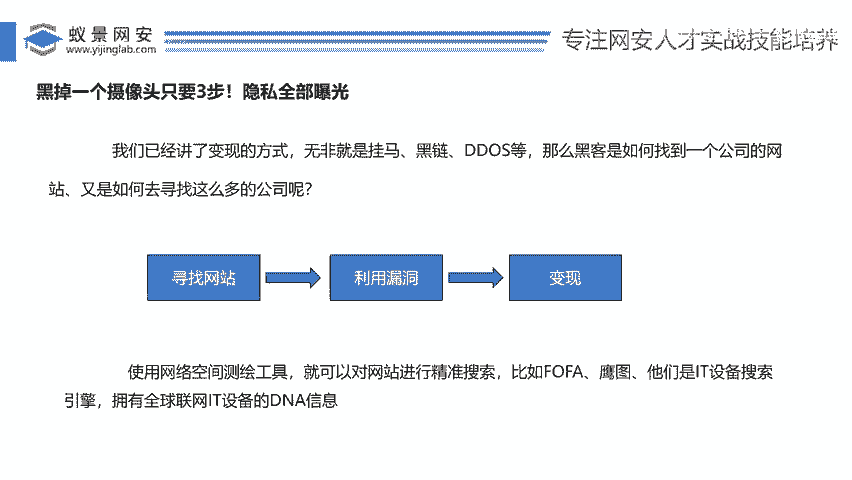 蚁景网安
www.yijinglab.com
专注网安人才实战技能培养
黑掉一个摄像头只要3步！隐私全部曝光
我们已经讲了变现的方式，无非就是挂马、黑链、DDOS等，那么黑客是如何找到一个公司的网
站、又是如何去寻找这么多的公司呢？
寻找网站
利用漏洞
变现
使用网络空间测绘工具，就可以对网站进行精准搜索，比如FOFA、鹰图、他们是IT设备搜索
引擎，拥有全球联网IT设备的DNA信息